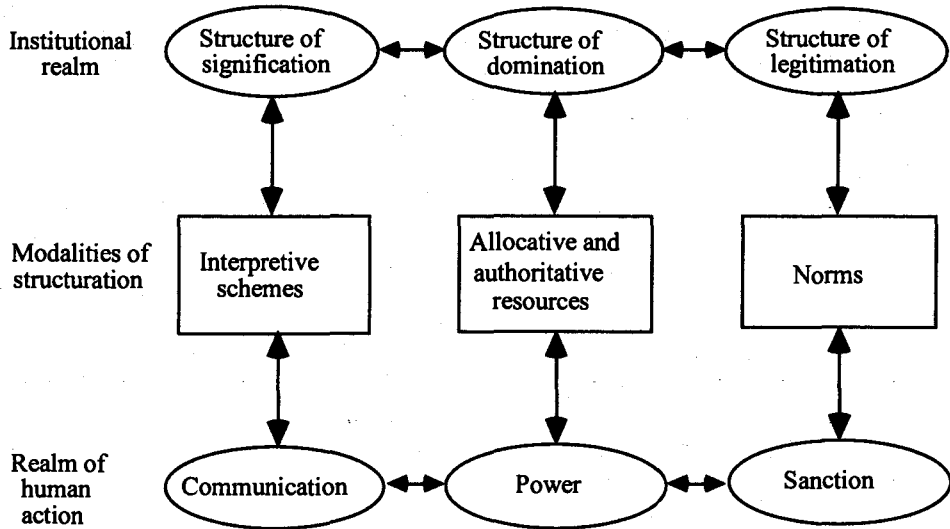 Institutional
realm
Structure of
signification
Structure of
domination
Structure of
legitimation
Modalities of
structuration
Interpretive
schemes
Allocative and
authoritative
resources
Norms
Realm of
human
action
Communication
Power
Sanction